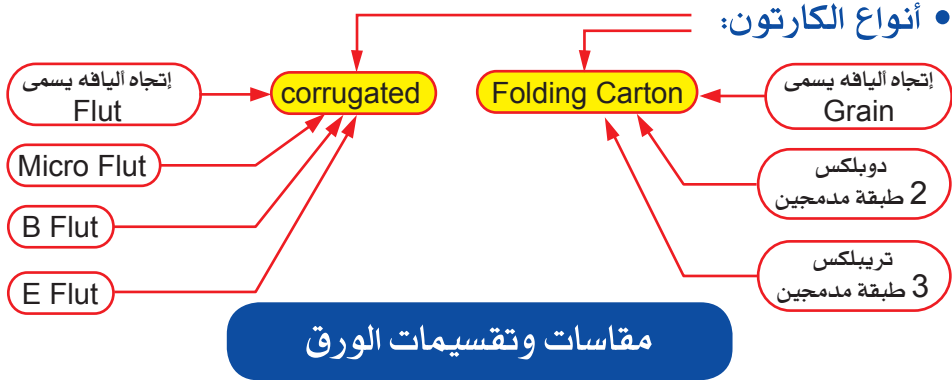 • أنواع الكارتون:
Folding Carton
إتجاه أليافه يسمى
Grain
دوبلكس
2 طبقة مدمجين
تريبلكس
3 طبقة مدمجين
corrugated
إتجاه أليافه يسمى
Flut
Micro Flut
B Flut
E Flut
مقاسات وتقسيمات الورق